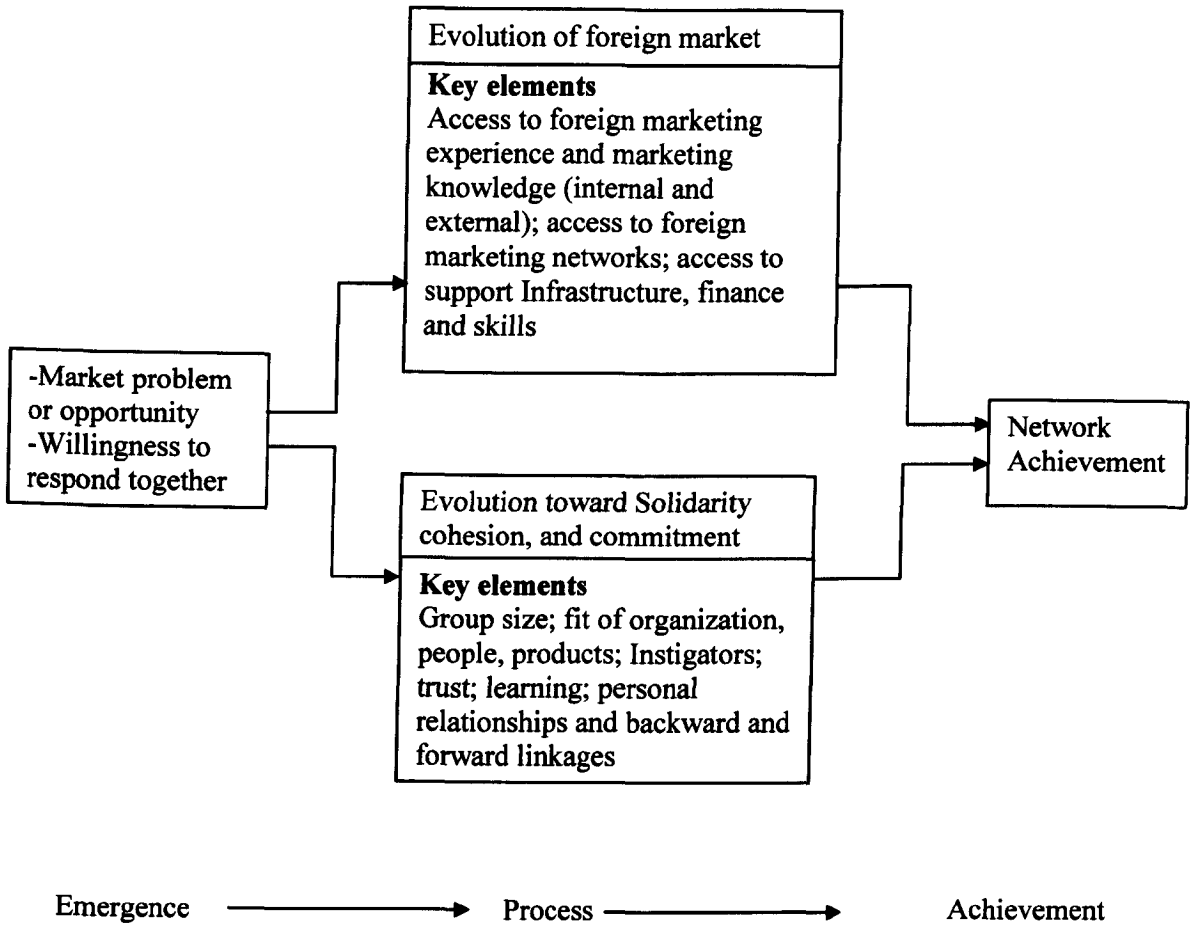 Evolution of foreign market
Key elements
Access to foreign marketing
experience and marketing
knowledge (internal and
external); access to foreign
marketing networks; access to
support Infrastructure, finance
and skills
-Market problem
or opportunity
-Willingness to
respond together
Network
Achievement
Evolution toward Solidarity
cohesion, and commitment
Key elements
Group size; fit of organization,
people, products; Instigators;
trust; learning; personal
relationships and backward and
forward linkages
Emergence
Process
Achievement